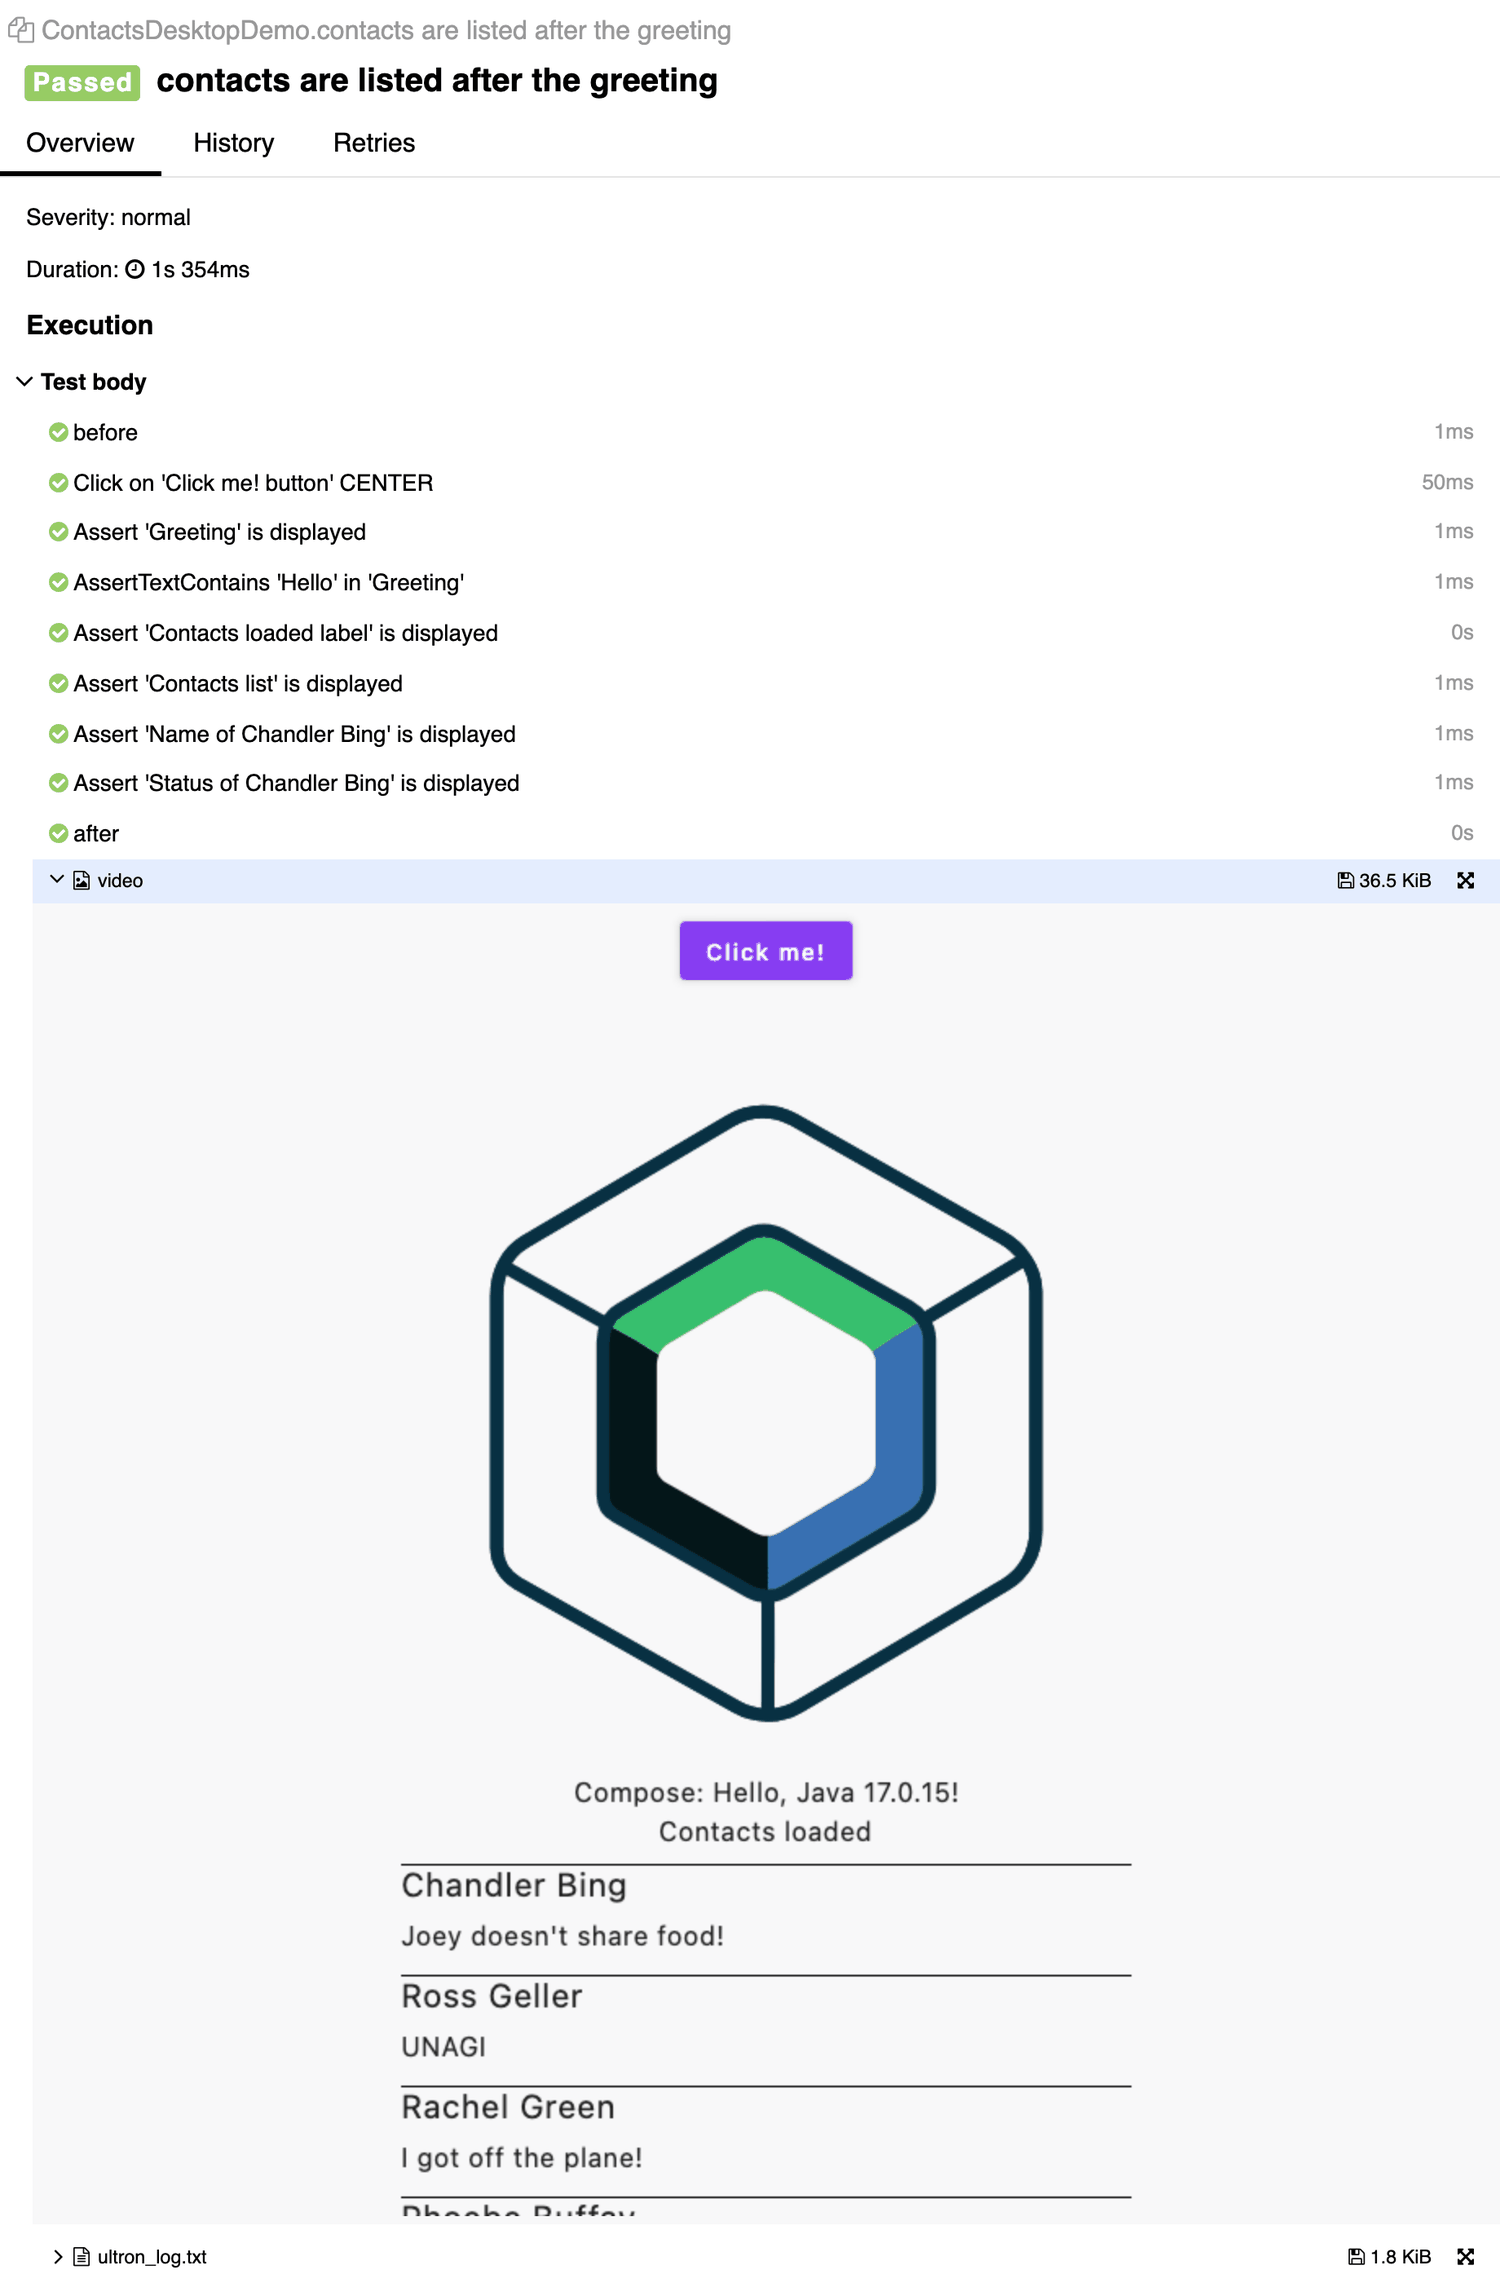 ContactsDesktopDemo.contacts are listed after the greeting
Passed contacts are listed after the greeting
Overview History Retries
Severity: normal
Duration: 1s 354ms
Execution
Test body
before 1ms
Click on 'Click me! button' CENTER 50ms
Assert 'Greeting' is displayed 1ms
AssertTextContains 'Hello' in 'Greeting' 1ms
Assert 'Contacts loaded label' is displayed 0s
Assert 'Contacts list' is displayed 1ms
Assert 'Name of Chandler Bing' is displayed 1ms
Assert 'Status of Chandler Bing' is displayed 1ms
after 0s
video 36.5 KiB
Click me!
Compose: Hello, Java 17.0.15!
Contacts loaded
Chandler Bing
Joey doesn't share food!
Ross Geller
UNAGI
Rachel Green
I got off the plane!
Phoebe Buffay
ultron_log.txt 1.8 KiB